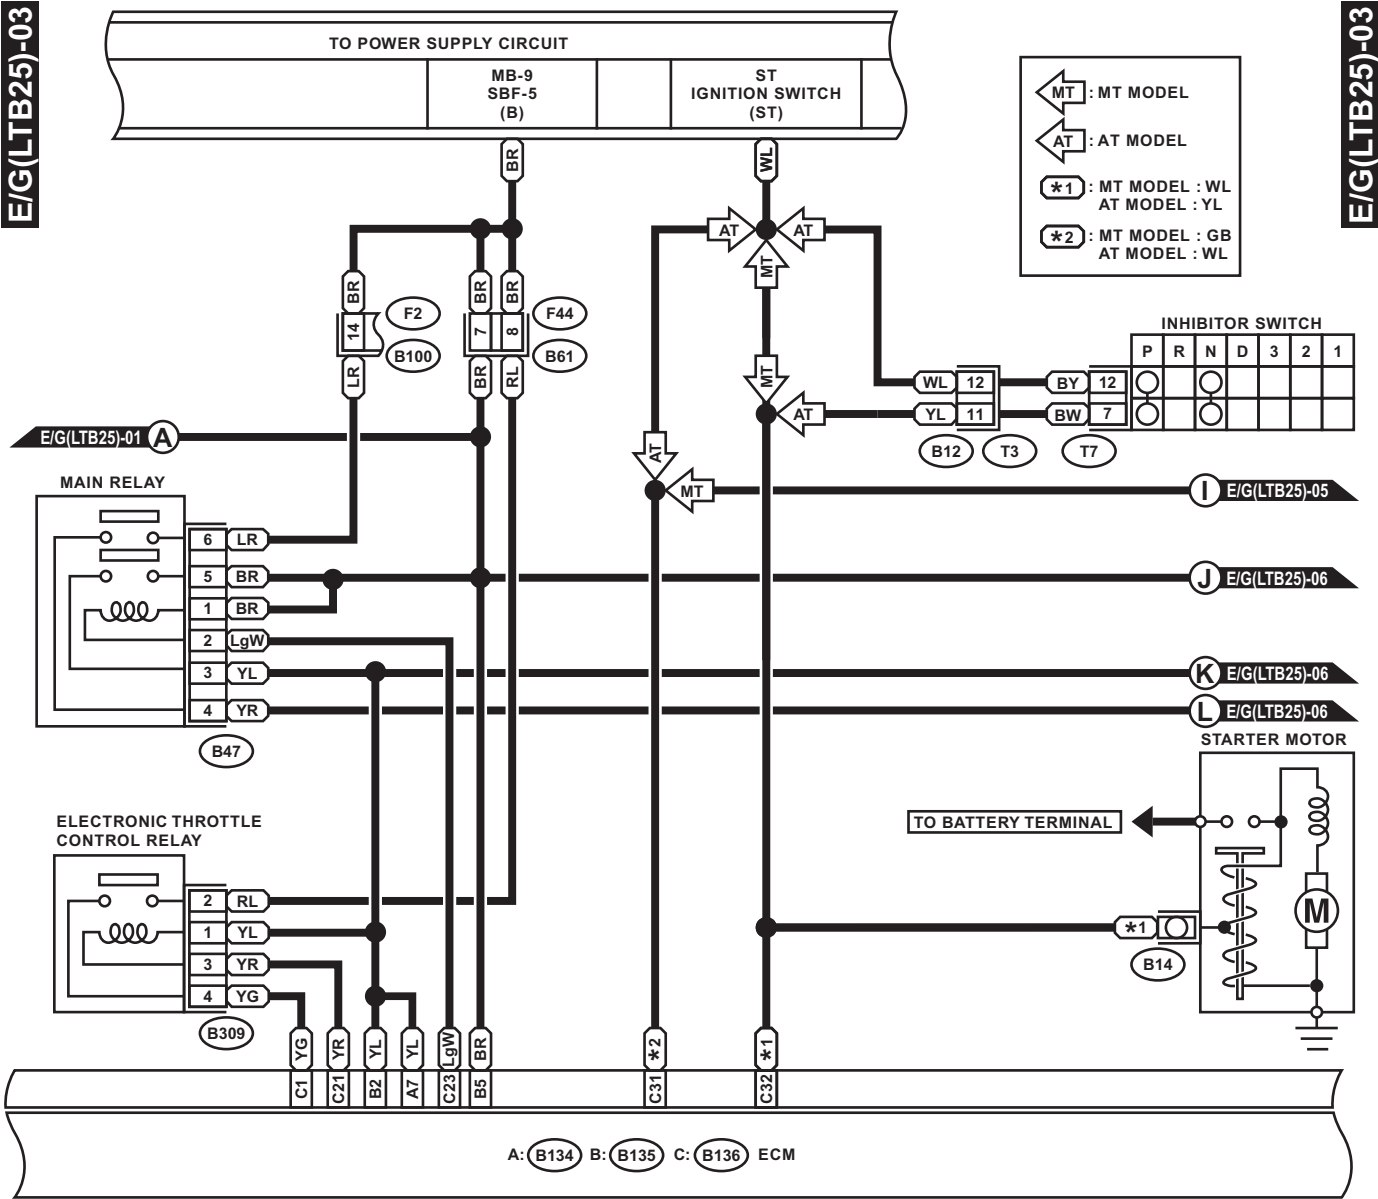 E/G(LTB25)-03
E/G(LTB25)-03
TO POWER SUPPLY CIRCUIT
MB-9
SBF-5
(B)
ST
IGNITION SWITCH
(ST)
MT : MT MODEL
AT : AT MODEL
*1 : MT MODEL : WL
AT MODEL : YL
*2 : MT MODEL : GB
AT MODEL : WL
BR
WL
AT
AT
MT
BR
BR
BR
14
F2
B100
7
8
F44
B61
LR
BR
RL
MT
AT
INHIBITOR SWITCH
P R N D 3 2 1
WL 12
BY 12
YL 11
BW 7
B12
T3
T7
E/G(LTB25)-01 A
AT
MT
I E/G(LTB25)-05
MAIN RELAY
6 LR
5 BR
1 BR
2 LgW
3 YL
4 YR
B47
J E/G(LTB25)-06
K E/G(LTB25)-06
L E/G(LTB25)-06
STARTER MOTOR
TO BATTERY TERMINAL
M
*1
B14
ELECTRONIC THROTTLE
CONTROL RELAY
2 RL
1 YL
3 YR
4 YG
B309
YG
YR
YL
YL
LgW
BR
*2
*1
C1
C21
B2
A7
C23
B5
C31
C32
A: B134 B: B135 C: B136 ECM